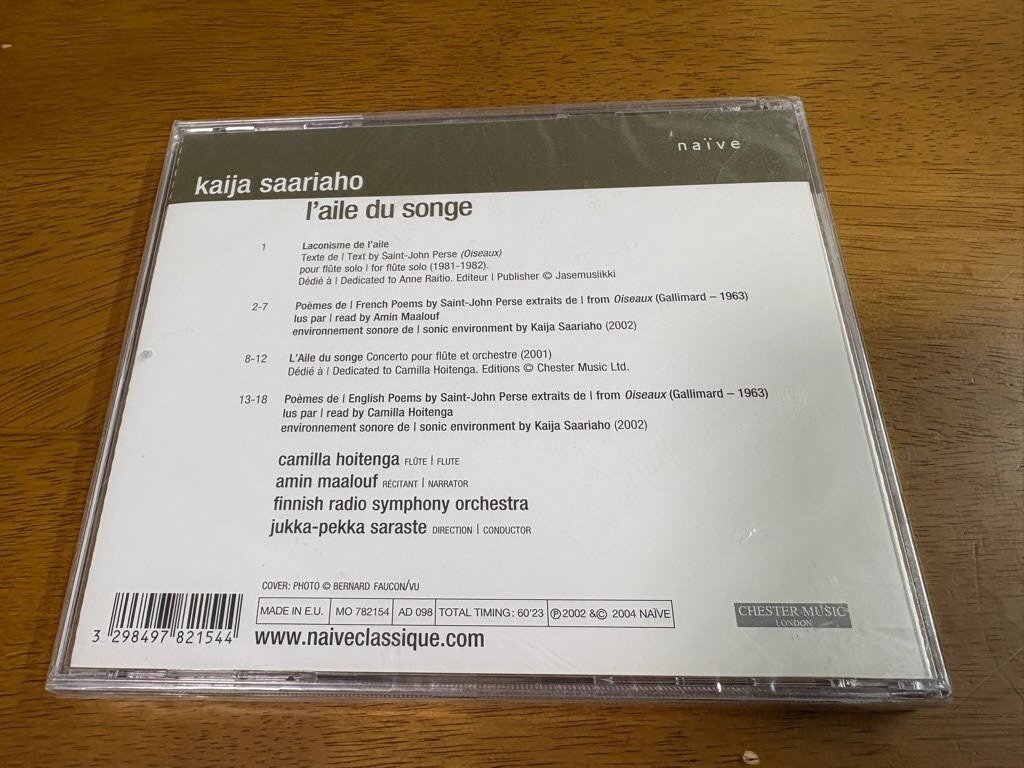 naïve
kaija saariaho
l'aile du songe
1 Laconisme de l'aile
Texte de | Text by Saint-John Perse (Oiseaux)
pour flûte solo | for flûte solo (1981-1982).
Dédié à | Dedicated to Anne Raitio. Editeur | Publisher © Jasemusiikki
2-7 Poèmes de | French Poems by Saint-John Perse extraits de | from Oiseaux (Gallimard – 1963)
lus par | read by Amin Maalouf
environnement sonore de | sonic environment by Kaija Saariaho (2002)
8-12 L'Aile du songe Concerto pour flûte et orchestre (2001)
Dédié à | Dedicated to Camilla Hoitenga. Editions © Chester Music Ltd.
13-18 Poèmes de | English Poems by Saint-John Perse extraits de | from Oiseaux (Gallimard – 1963)
lus par | read by Camilla Hoitenga
environnement sonore de | sonic environment by Kaija Saariaho (2002)
camilla hoitenga FLÛTE | FLUTE
amin maalouf RÉCITANT | NARRATOR
finnish radio symphony orchestra
jukka-pekka saraste DIRECTION | CONDUCTOR
COVER: PHOTO © BERNARD FAUCON/VU
MADE IN E.U. MO 782154 AD 098 TOTAL TIMING: 60'23 ℗2002 &© 2004 NAÏVE
CHESTER MUSIC
LONDON
3 298497 821544
www.naiveclassique.com